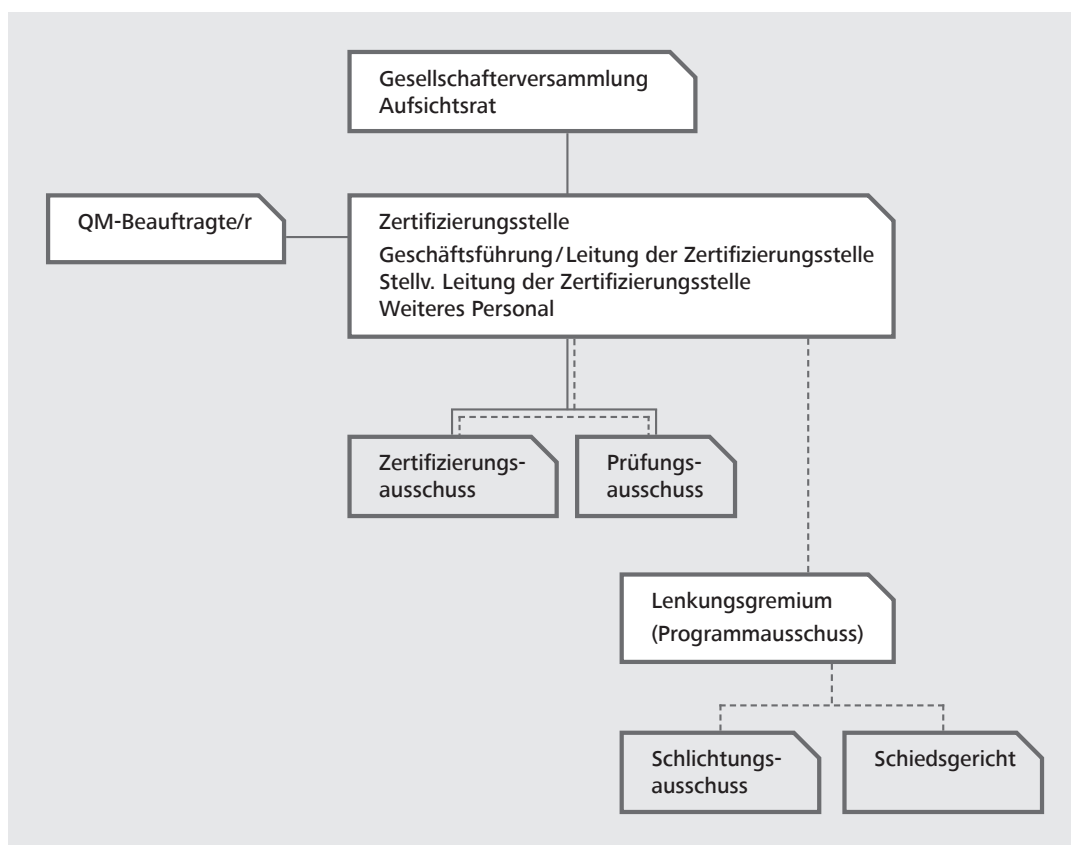 Gesellschafterversammlung
Aufsichtsrat
QM-Beauftragte/r
Zertifizierungsstelle
Geschäftsführung/Leitung der Zertifizierungsstelle
Stellv. Leitung der Zertifizierungsstelle
Weiteres Personal
Zertifizierungs-
ausschuss
Prüfungs-
ausschuss
Lenkungsgremium
(Programmausschuss)
Schlichtungs-
ausschuss
Schiedsgericht